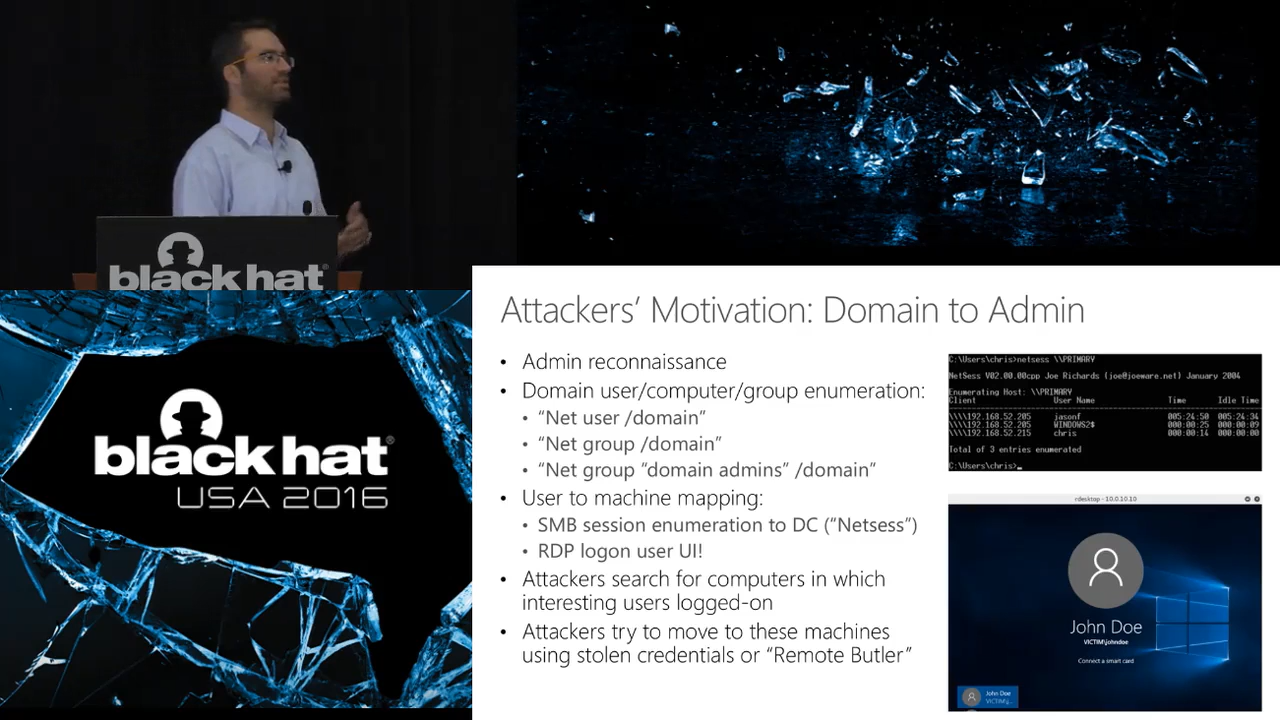 black hat
black hat
USA 2016
Attackers’ Motivation: Domain to Admin
• Admin reconnaissance
• Domain user/computer/group enumeration:
• “Net user /domain”
• “Net group /domain”
• “Net group “domain admins” /domain”
• User to machine mapping:
• SMB session enumeration to DC (“Netsess”)
• RDP logon user UI!
• Attackers search for computers in which
interesting users logged-on
• Attackers try to move to these machines
using stolen credentials or “Remote Butler”
C:\Users\chris>netsess \\PRIMARY
NetSess V02.00.00cpp Joe Richards (joe@joeware.net) January 2004
Enumerating Host: \\PRIMARY
Client User Name Time Idle Time
\\\\192.168.52.205 jasonf 005:24:50 005:24:34
\\\\192.168.52.205 WINDOWS2$ 000:00:25 000:00:09
\\\\192.168.52.215 chris 000:00:14 000:00:00
Total of 3 entries enumerated
C:\Users\chris>_
rdesktop - 10.0.10.10
John Doe
VICTIM\johndoe
Connect a smart card
John Doe
VICTIM\j...